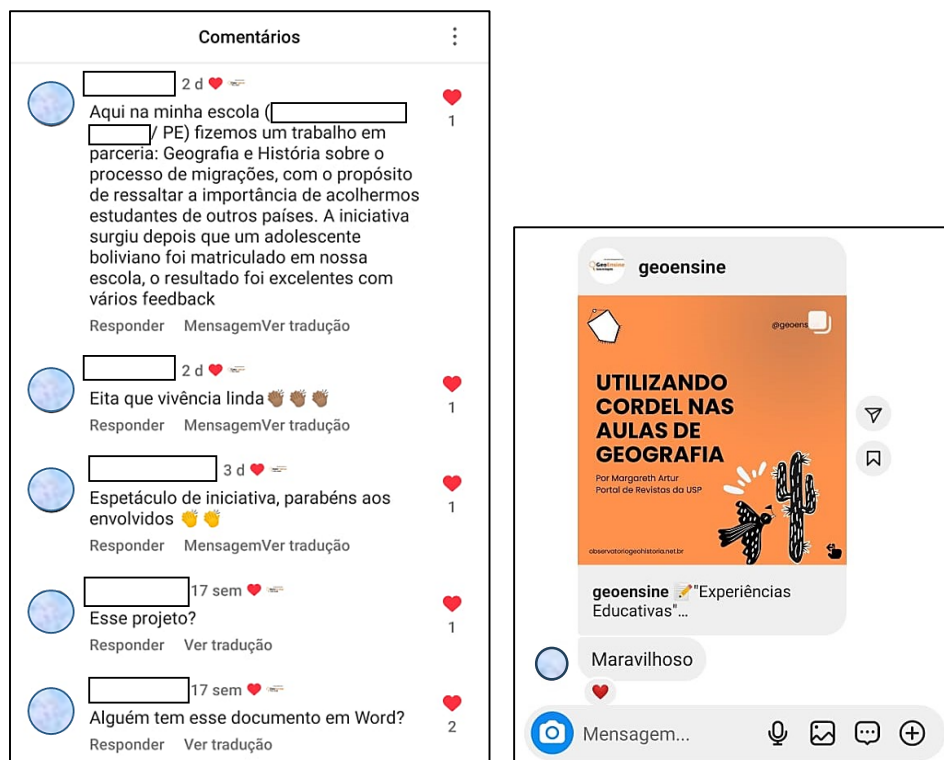 Comentários
2 d
Aqui na minha escola (
/ PE) fizemos um trabalho em
parceria: Geografia e História sobre o
processo de migrações, com o propósito
de ressaltar a importância de acolhermos
estudantes de outros países. A iniciativa
surgiu depois que um adolescente
boliviano foi matriculado em nossa
escola, o resultado foi excelentes com
vários feedback
Responder MensagemVer tradução
1
2 d
Eita que vivência linda👏🏾👏🏾👏🏾
Responder MensagemVer tradução
1
3 d
Espetáculo de iniciativa, parabéns aos
envolvidos 👏👏
Responder MensagemVer tradução
1
17 sem
Esse projeto?
Responder Ver tradução
1
17 sem
Alguém tem esse documento em Word?
Responder Ver tradução
2
GeoEnsine
geoensine
@geoens
UTILIZANDO
CORDEL NAS
AULAS DE
GEOGRAFIA
Por Margareth Artur
Portal de Revistas da USP
observatoriogeohistoria.net.br
geoensine 📝"Experiências
Educativas"...
Maravilhoso
Mensagem...